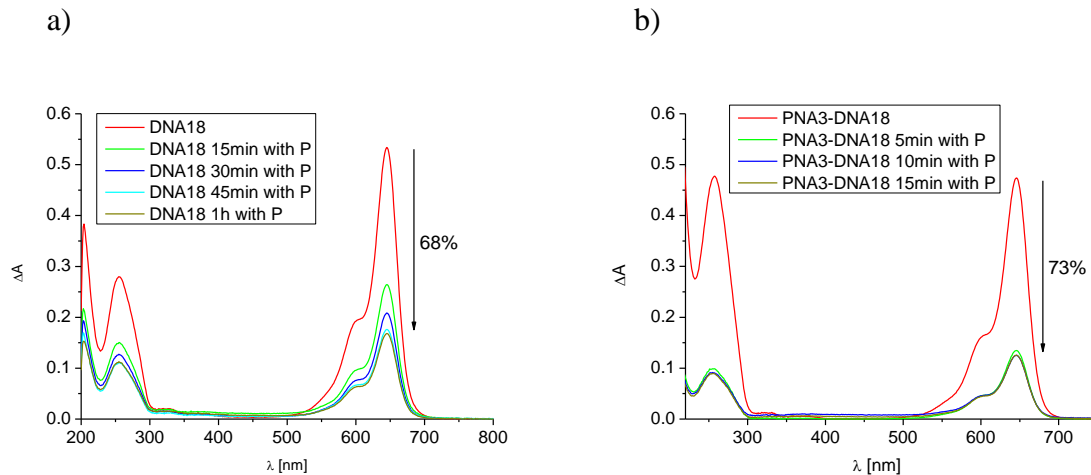 a)
0.6
0.5
0.4
0.3
0.2
0.1
0.0
ΔA
DNA18
DNA18 15min with P
DNA18 30min with P
DNA18 45min with P
DNA18 1h with P
68%
200 300 400 500 600 700 800
λ [nm]
b)
0.6
0.5
0.4
0.3
0.2
0.1
0.0
ΔA
PNA3-DNA18
PNA3-DNA18 5min with P
PNA3-DNA18 10min with P
PNA3-DNA18 15min with P
73%
300 400 500 600 700
λ [nm]